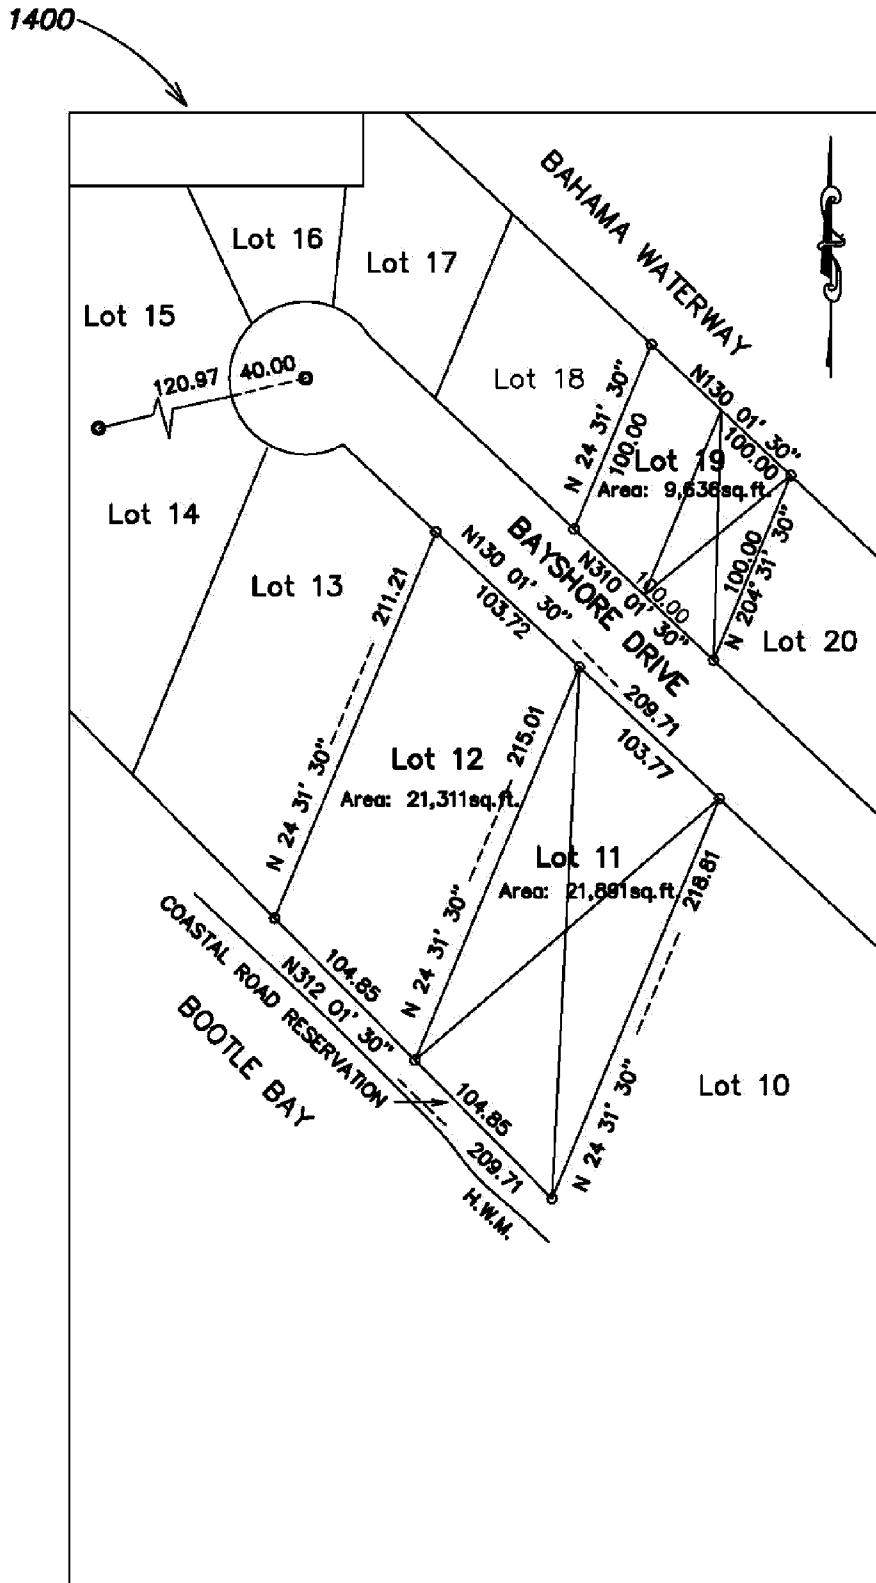 1400
BAHAMA WATERWAY
Lot 16
Lot 17
Lot 15
120.97
40.00
Lot 18
N 24 31' 30"
100.00
N130 01' 30"
100.00
Lot 19
Area: 9,636sq.ft.
Lot 14
Lot 13
BAYSHORE DRIVE
N310 01' 30"
100.00
100.00
N 204° 31' 30"
Lot 20
N130 01' 30"
103.72
211.21
N 24 31' 30"
209.71
103.77
Lot 12
Area: 21,311sq.ft.
215.01
N 24 31' 30"
Lot 11
Area: 21,891sq.ft.
218.81
N 24 31' 30"
Lot 10
COASTAL ROAD RESERVATION
104.85
N312 01' 30"
BOOTLE BAY
104.85
209.71
H.W.M.